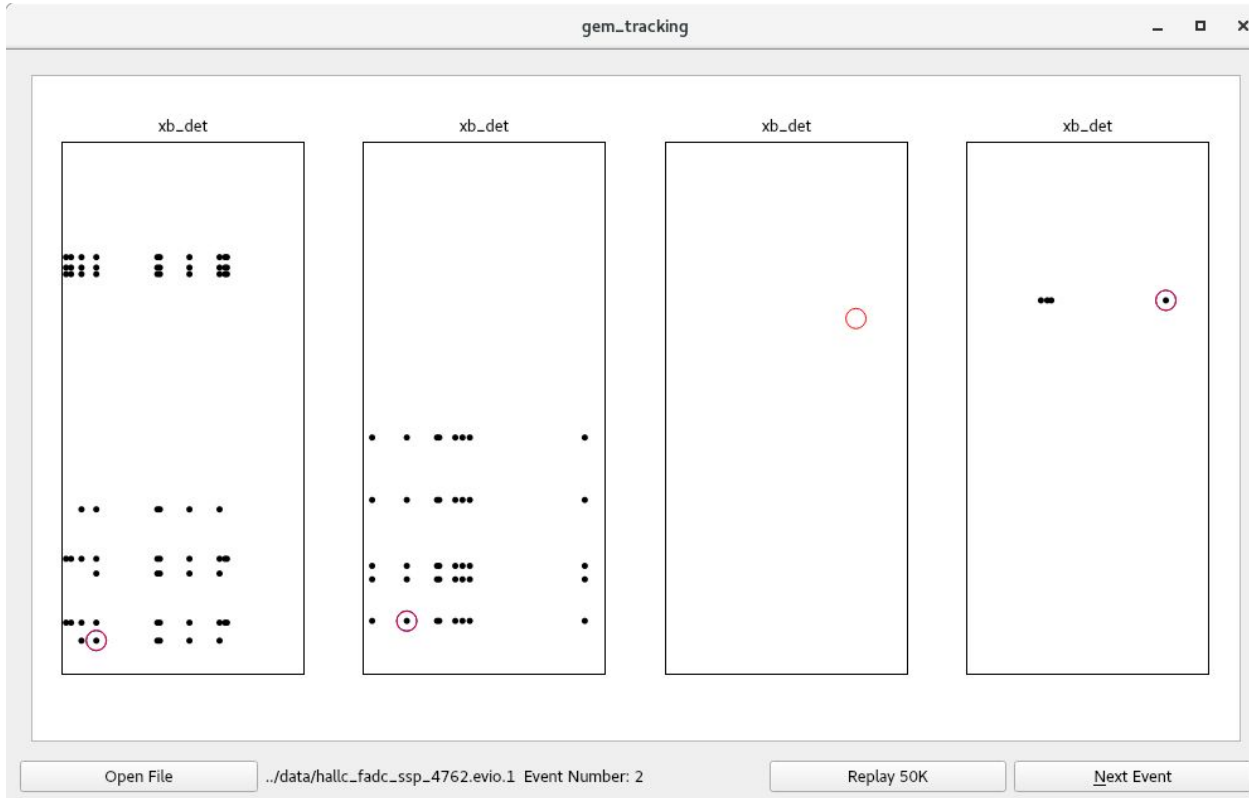 gem_tracking
xb_det xb_det xb_det xb_det
Open File ../data/hallc_fadc_ssp_4762.evio.1 Event Number: 2 Replay 50K Next Event